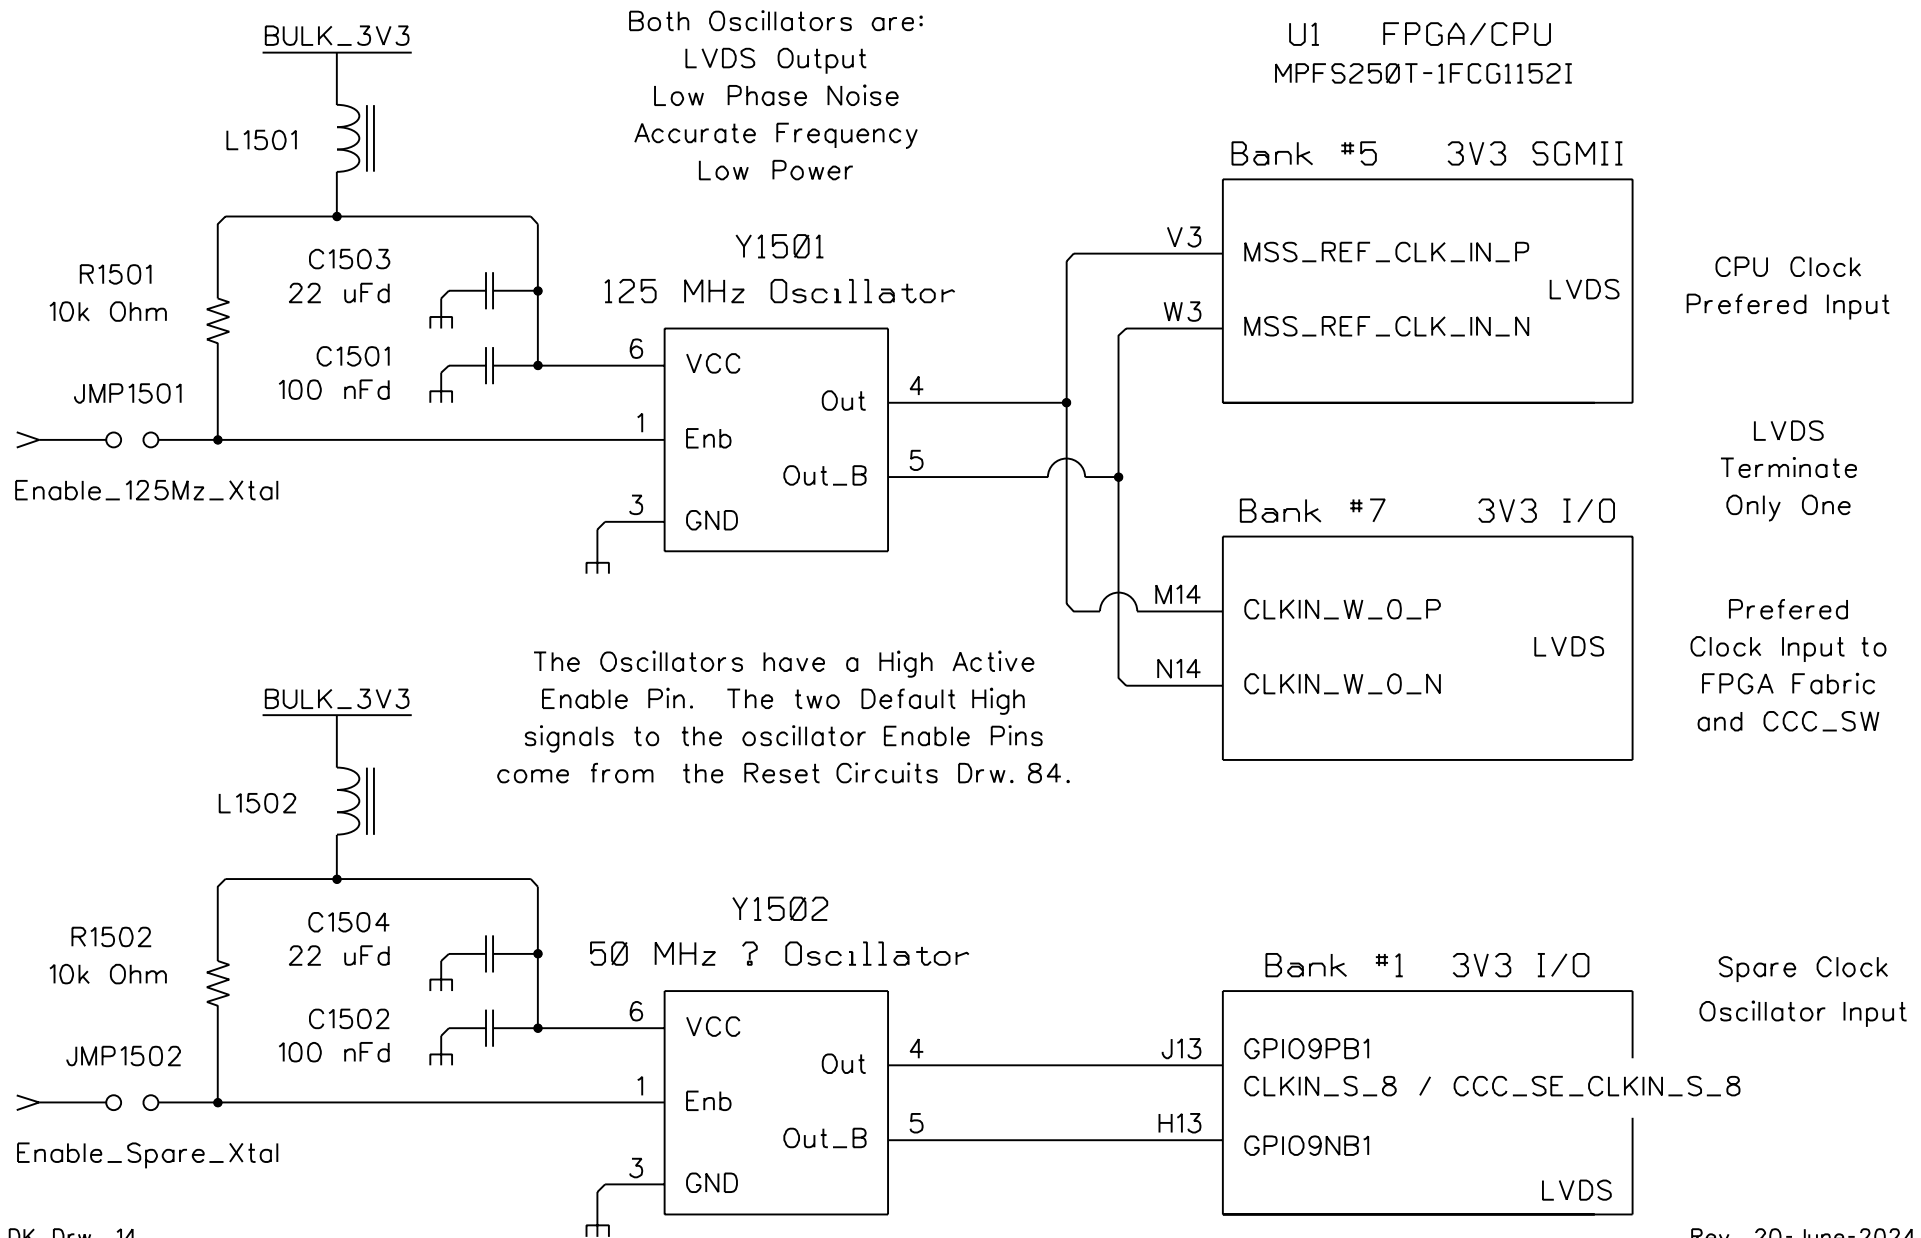 BULK_3V3
L1501
R1501
10k Ohm
C1503
22 uFd
C1501
100 nFd
JMP1501
Enable_125Mz_Xtal
Both Oscillators are:
LVDS Output
Low Phase Noise
Accurate Frequency
Low Power
Y1501
125 MHz Oscillator
6
VCC
1
Enb
3
GND
Out
4
Out_B
5
U1 FPGA/CPU
MPFS250T-1FCG1152I
Bank #5 3V3 SGMII
V3
MSS_REF_CLK_IN_P
LVDS
W3
MSS_REF_CLK_IN_N
CPU Clock
Prefered Input
LVDS
Terminate
Only One
Bank #7 3V3 I/O
M14
CLKIN_W_0_P
LVDS
N14
CLKIN_W_0_N
Prefered
Clock Input to
FPGA Fabric
and CCC_SW
The Oscillators have a High Active
Enable Pin. The two Default High
signals to the oscillator Enable Pins
come from the Reset Circuits Drw. 84.
BULK_3V3
L1502
R1502
10k Ohm
C1504
22 uFd
C1502
100 nFd
JMP1502
Enable_Spare_Xtal
Y1502
50 MHz ? Oscillator
6
VCC
1
Enb
3
GND
Out
4
Out_B
5
Bank #1 3V3 I/O
J13
GPIO9PB1
CLKIN_S_8 / CCC_SE_CLKIN_S_8
H13
GPIO9NB1
LVDS
Spare Clock
Oscillator Input
DK Drw. 14
Rev. 20-June-2024